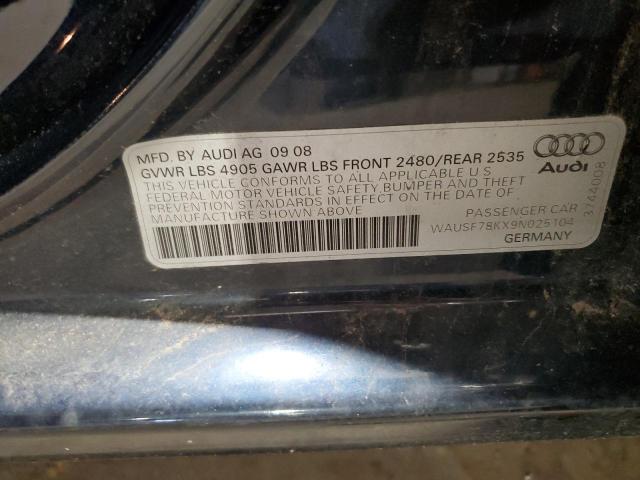 MFD. BY AUDI AG 09 08
GVWR LBS 4905 GAWR LBS FRONT 2480/REAR 2535
THIS VEHICLE CONFORMS TO ALL APPLICABLE U S
FEDERAL MOTOR VEHICLE SAFETY, BUMPER AND THEFT
PREVENTION STANDARDS IN EFFECT ON THE DATE OF
MANUFACTURE SHOWN ABOVE
PASSENGER CAR
WAUSF78KX9N025104
GERMANY
Audi
3744008